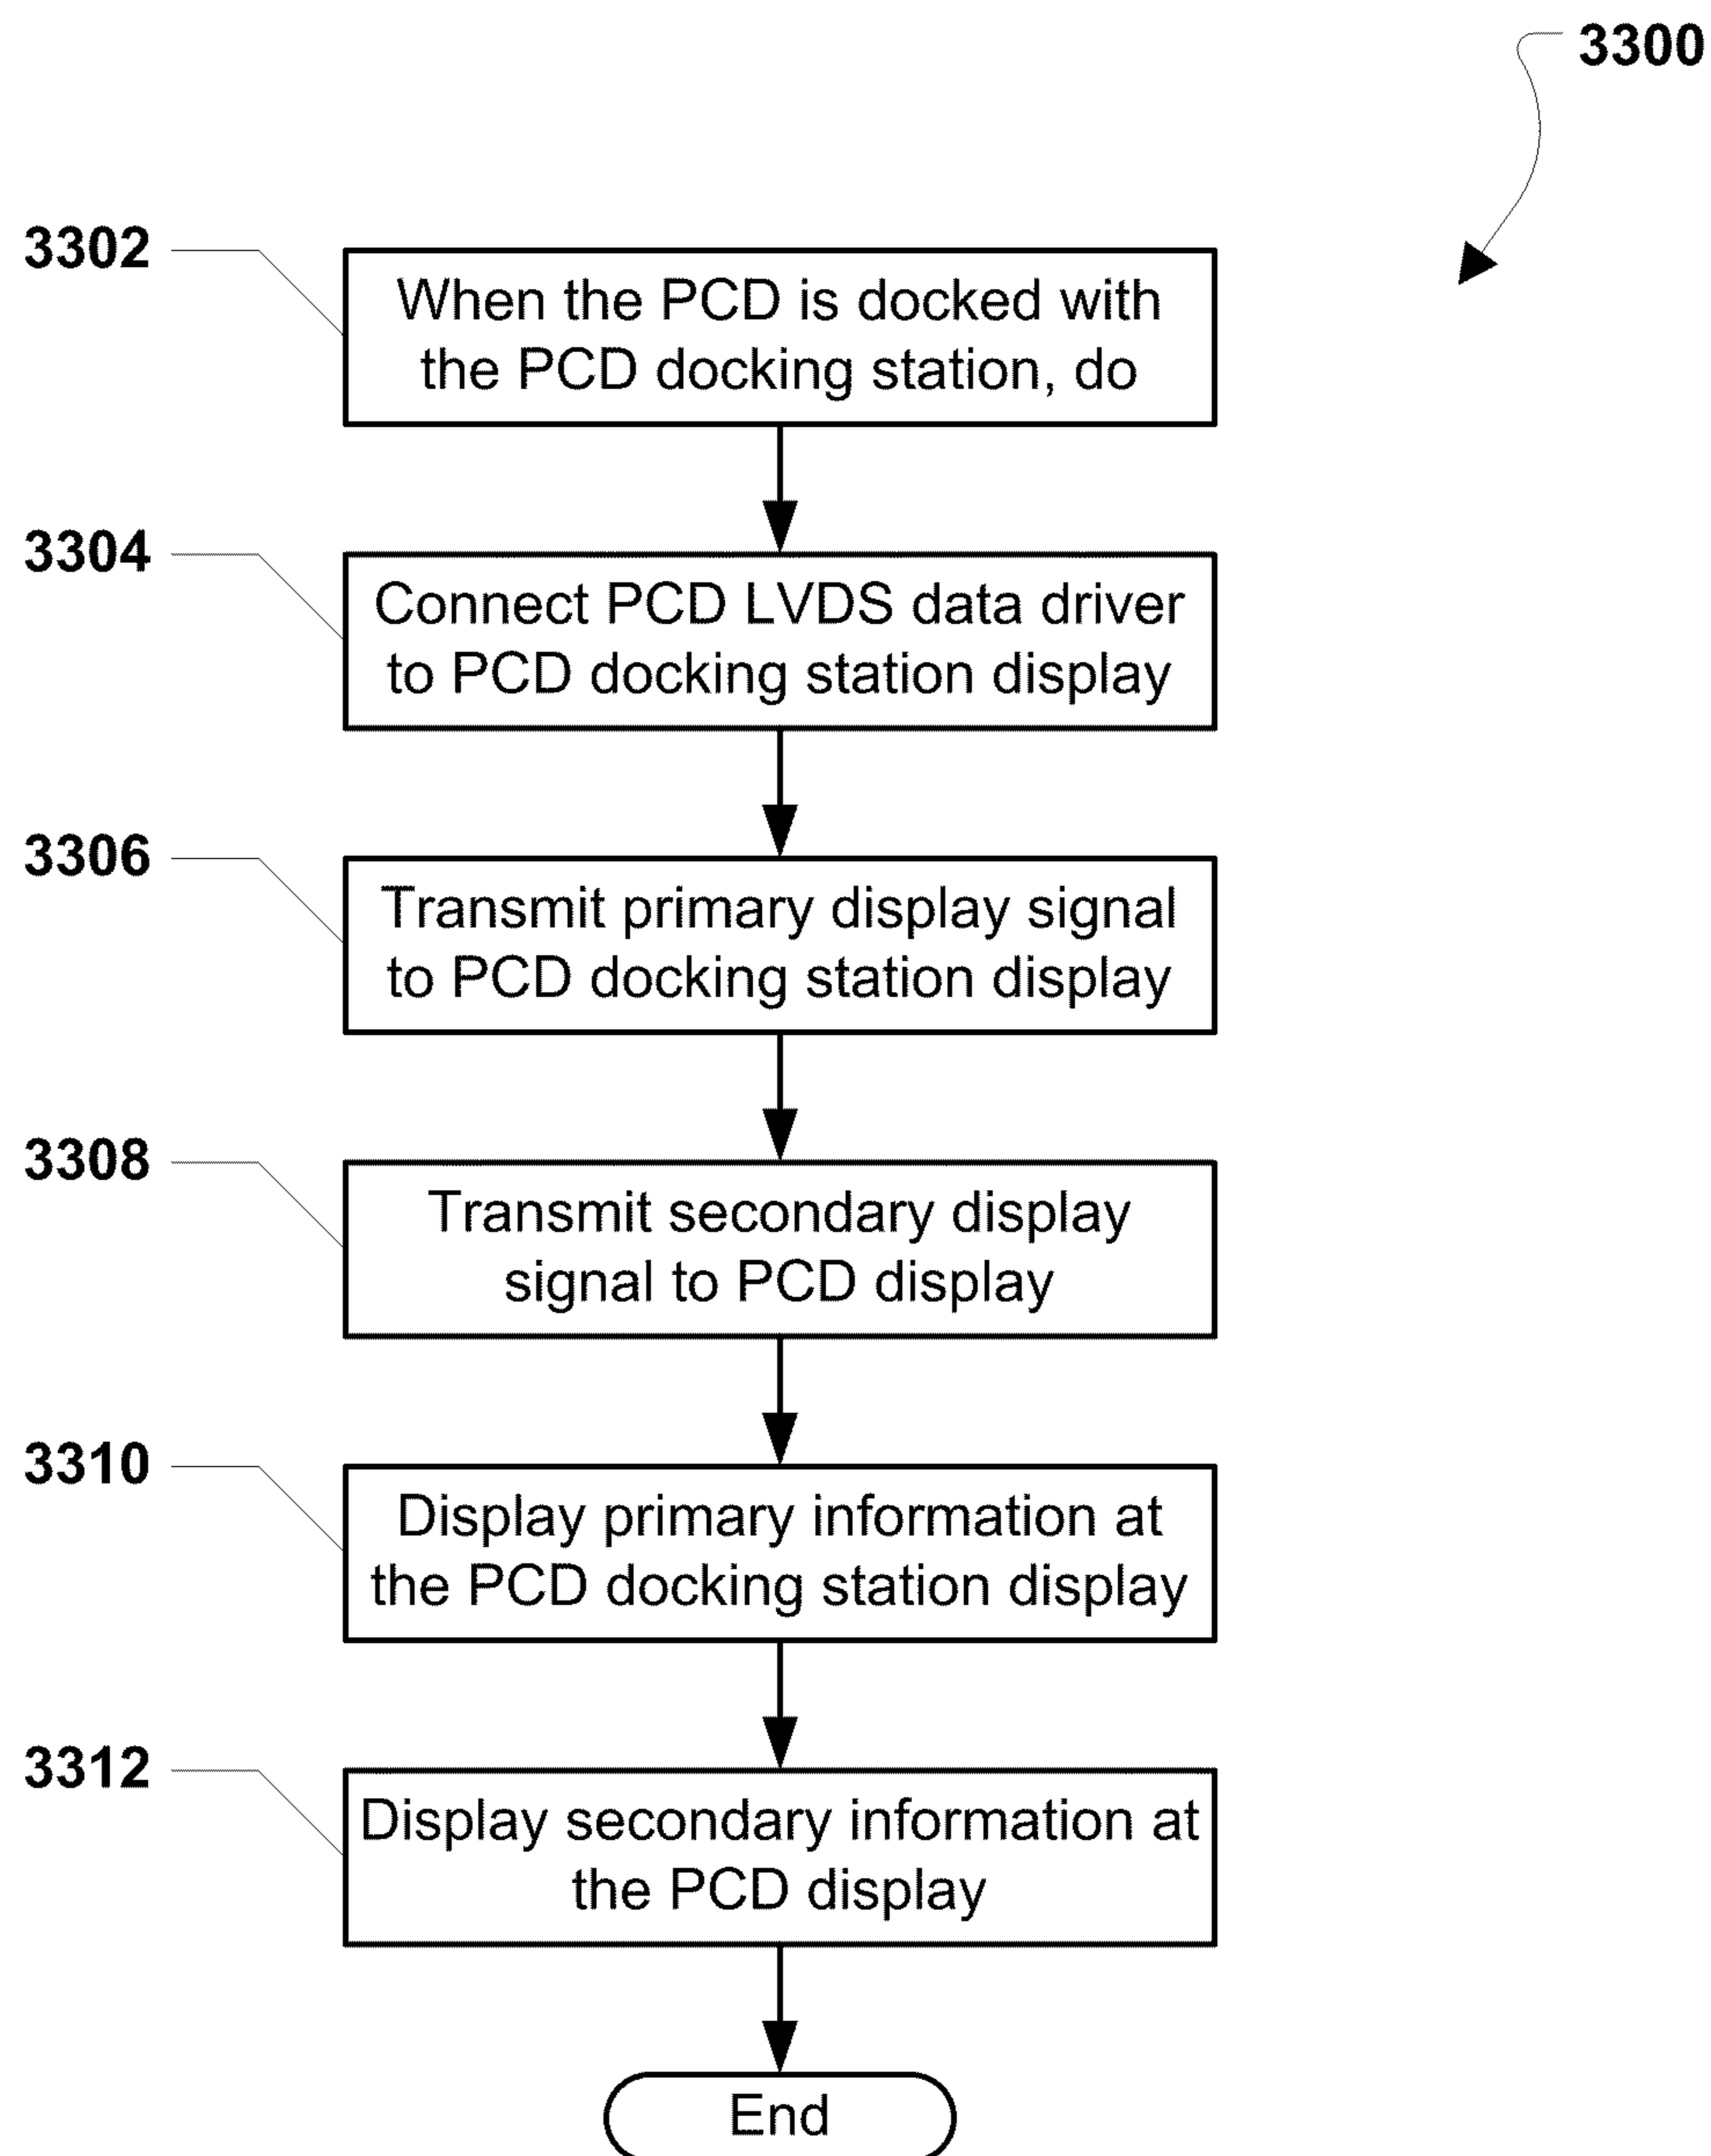 3300
3302
When the PCD is docked with
the PCD docking station, do
3304
Connect PCD LVDS data driver
to PCD docking station display
3306
Transmit primary display signal
to PCD docking station display
3308
Transmit secondary display
signal to PCD display
3310
Display primary information at
the PCD docking station display
3312
Display secondary information at
the PCD display
End